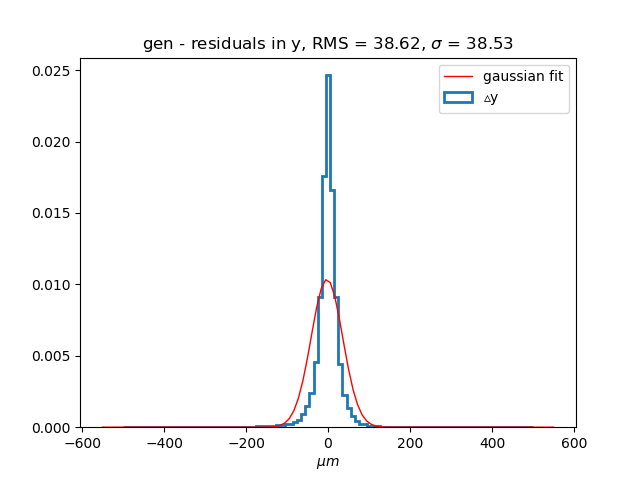 gen - residuals in y, RMS = 38.62, σ = 38.53
gaussian fit
▵y
0.025
0.020
0.015
0.010
0.005
0.000
−600 −400 −200 0 200 400 600
μm